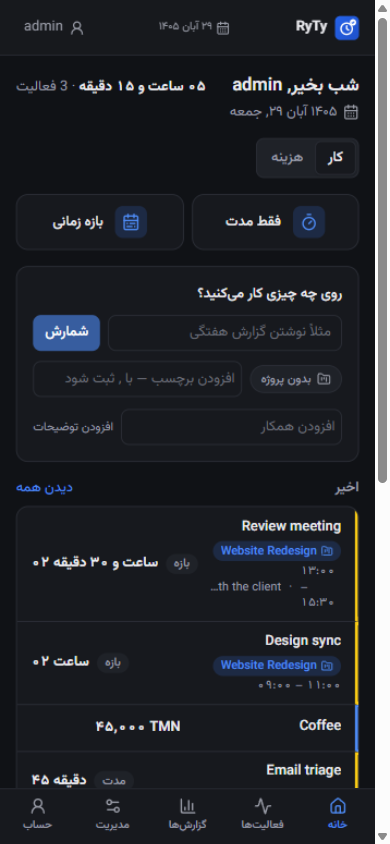 RyTy
۲۹ آبان ۱۴۰۵
admin
شب بخیر, admin
۰۵ ساعت و ۱۵ دقیقه · 3 فعالیت
۱۴۰۵ آبان ۲۹, جمعه
کار
هزینه
فقط مدت
بازه زمانی
روی چه چیزی کار می‌کنید؟
مثلاً نوشتن گزارش هفتگی
شمارش
بدون پروژه
افزودن برچسب — با , ثبت شود
افزودن همکار
افزودن توضیحات
اخیر
دیدن همه
Review meeting
Website Redesign
۱۳:۰۰
–
۱۵:۳۰
· ...th the client
بازه
ساعت و ۳۰ دقیقه ۰۲
Design sync
Website Redesign
۰۹:۰۰ – ۱۱:۰۰
بازه
ساعت ۰۲
Coffee
۴۵,۰۰۰ TMN
Email triage
مدت
دقیقه ۴۵
خانه
فعالیت‌ها
گزارش‌ها
مدیریت
حساب